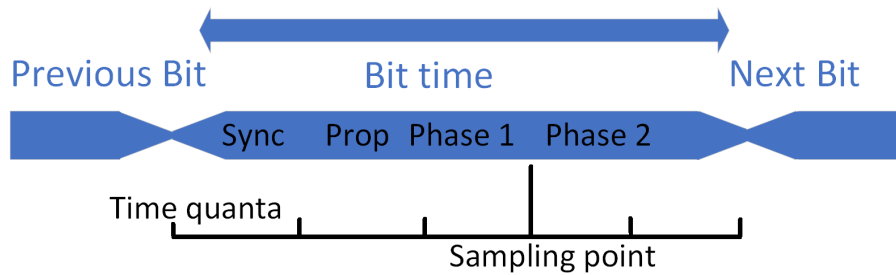 Previous Bit Bit time Next Bit
Sync Prop Phase 1 Phase 2
Time quanta
Sampling point